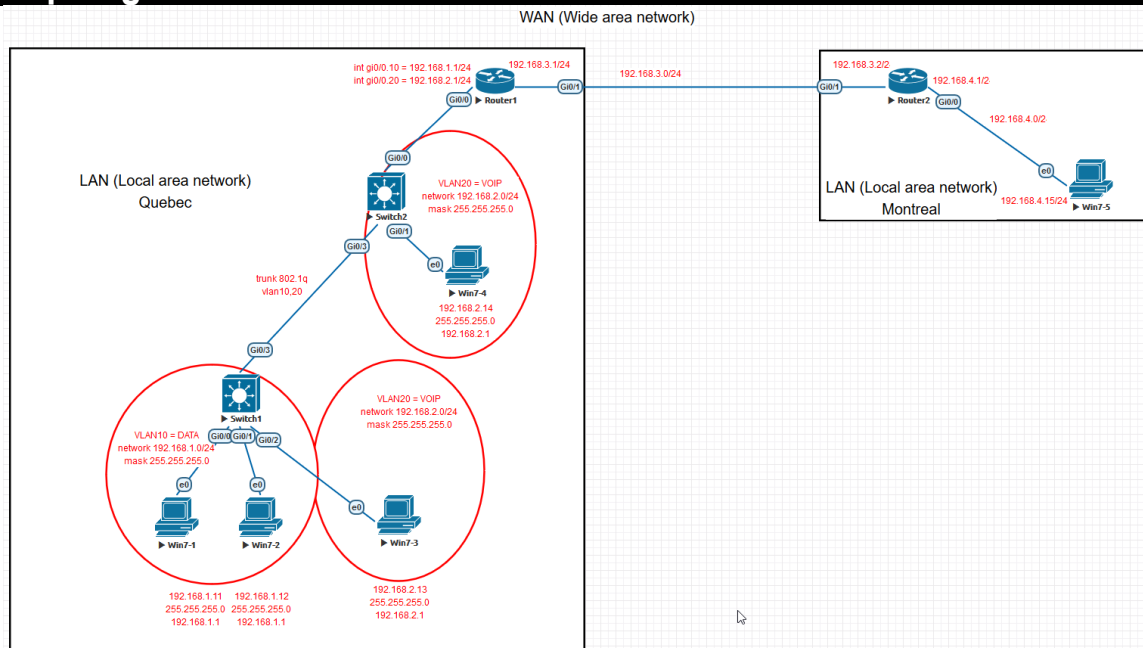 WAN (Wide area network)
int gi0/0.10 = 192.168.1.1/24
int gi0/0.20 = 192.168.2.1/24
192.168.3.1/24
Gi0/0
Router1
Gi0/1
192.168.3.0/24
192.168.3.2/2
192.168.4.1/2
Gi0/1
Router2
Gi0/0
192.168.4.0/2
e0
LAN (Local area network)
Montreal
192.168.4.15/24
Win7-5
LAN (Local area network)
Quebec
Gi0/0
VLAN20 = VOIP
network 192.168.2.0/24
mask 255.255.255.0
Switch2
Gi0/1
Gi0/3
e0
Win7-4
192.168.2.14
255.255.255.0
192.168.2.1
trunk 802.1q
vlan10,20
Gi0/3
Switch1
VLAN10 = DATA
network 192.168.1.0/24
mask 255.255.255.0
Gi0/0
Gi0/1
Gi0/2
VLAN20 = VOIP
network 192.168.2.0/24
mask 255.255.255.0
e0
e0
e0
Win7-1
Win7-2
Win7-3
192.168.1.11
255.255.255.0
192.168.1.1
192.168.1.12
255.255.255.0
192.168.1.1
192.168.2.13
255.255.255.0
192.168.2.1